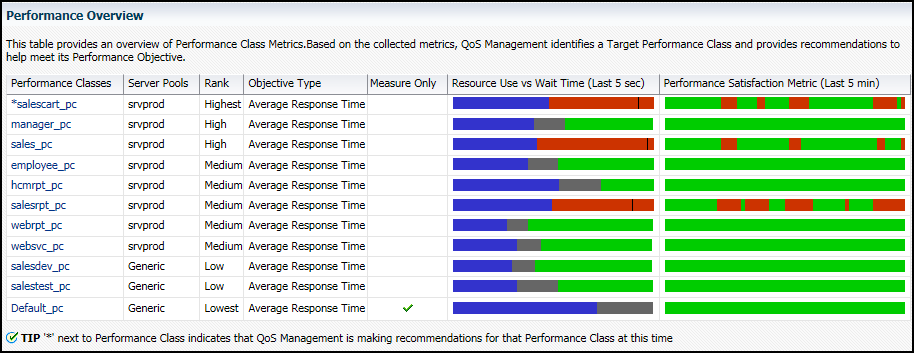 Performance Overview
This table provides an overview of Performance Class Metrics.Based on the collected metrics, QoS Management identifies a Target Performance Class and provides recommendations to
help meet its Performance Objective.
Performance Classes Server Pools Rank Objective Type Measure Only Resource Use vs Wait Time (Last 5 sec) Performance Satisfaction Metric (Last 5 min)
*salescart_pc srvprod Highest Average Response Time
manager_pc srvprod High Average Response Time
sales_pc srvprod High Average Response Time
employee_pc srvprod Medium Average Response Time
hcmrpt_pc srvprod Medium Average Response Time
salesrpt_pc srvprod Medium Average Response Time
webrpt_pc srvprod Medium Average Response Time
websvc_pc srvprod Medium Average Response Time
salesdev_pc Generic Low Average Response Time
salestest_pc Generic Low Average Response Time
Default_pc Generic Lowest Average Response Time
TIP '*' next to Performance Class indicates that QoS Management is making recommendations for that Performance Class at this time